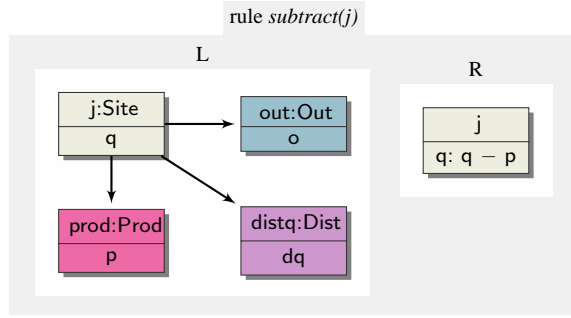 rule subtract(j)
L
j:Site
q
out:Out
o
prod:Prod
p
distq:Dist
dq
R
j
q: q − p